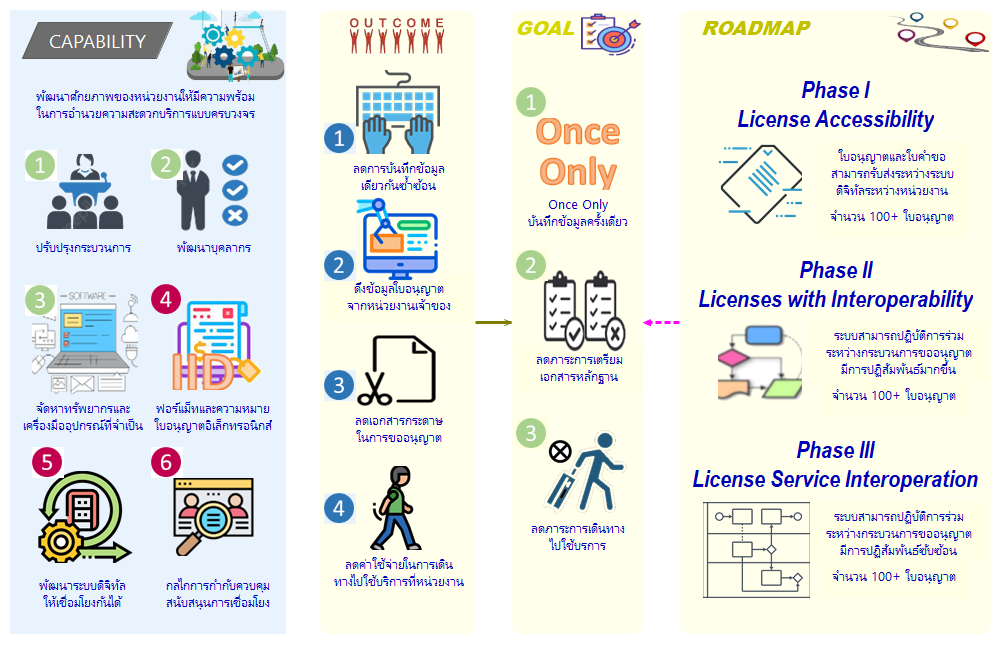 CAPABILITY
พัฒนาศักยภาพของหน่วยงานให้มีความพร้อม
ในการอำนวยความสะดวกบริการแบบครบวงจร
1
ปรับปรุงกระบวนการ
2
พัฒนาบุคลากร
3
SOFTWARE
จัดหาทรัพยากรและ
เครื่องมืออุปกรณ์ที่จำเป็น
4
HD
ฟอร์แม็ทและความหมาย
ใบอนุญาตอิเล็กทรอนิกส์
5
พัฒนาระบบดิจิทัล
ให้เชื่อมโยงกันได้
6
กลไกการกำกับควบคุม
สนับสนุนการเชื่อมโยง
OUTCOME
1
ลดการบันทึกข้อมูล
เดียวกันซ้ำซ้อน
2
ดึงข้อมูลใบอนุญาต
จากหน่วยงานเจ้าของ
3
ลดเอกสารกระดาษ
ในการขออนุญาต
4
ลดค่าใช้จ่ายในการเดิน
ทางไปใช้บริการที่หน่วยงาน
GOAL
1
Once
Only
Once Only
บันทึกข้อมูลครั้งเดียว
2
ลดภาระการเตรียม
เอกสารหลักฐาน
3
ลดภาระการเดินทาง
ไปใช้บรการ
ROADMAP
Phase I
License Accessibility
ใบอนุญาตและใบคำขอ
สามารถรับส่งระหว่างระบบ
ดิจิทัลระหว่างหน่วยงาน
จำนวน 100+ ใบอนุญาต
Phase II
Licenses with Interoperability
ระบบสามารถปฏิบัติการร่วม
ระหว่างกระบวนการขออนุญาต
มีการปฏิสัมพันธ์มากขึ้น
จำนวน 100+ ใบอนุญาต
Phase III
License Service Interoperation
ระบบสามารถปฏิบัติการร่วม
ระหว่างกระบวนการขออนุญาต
มีการปฏิสัมพันธ์ซับซ้อน
จำนวน 100+ ใบอนุญาต